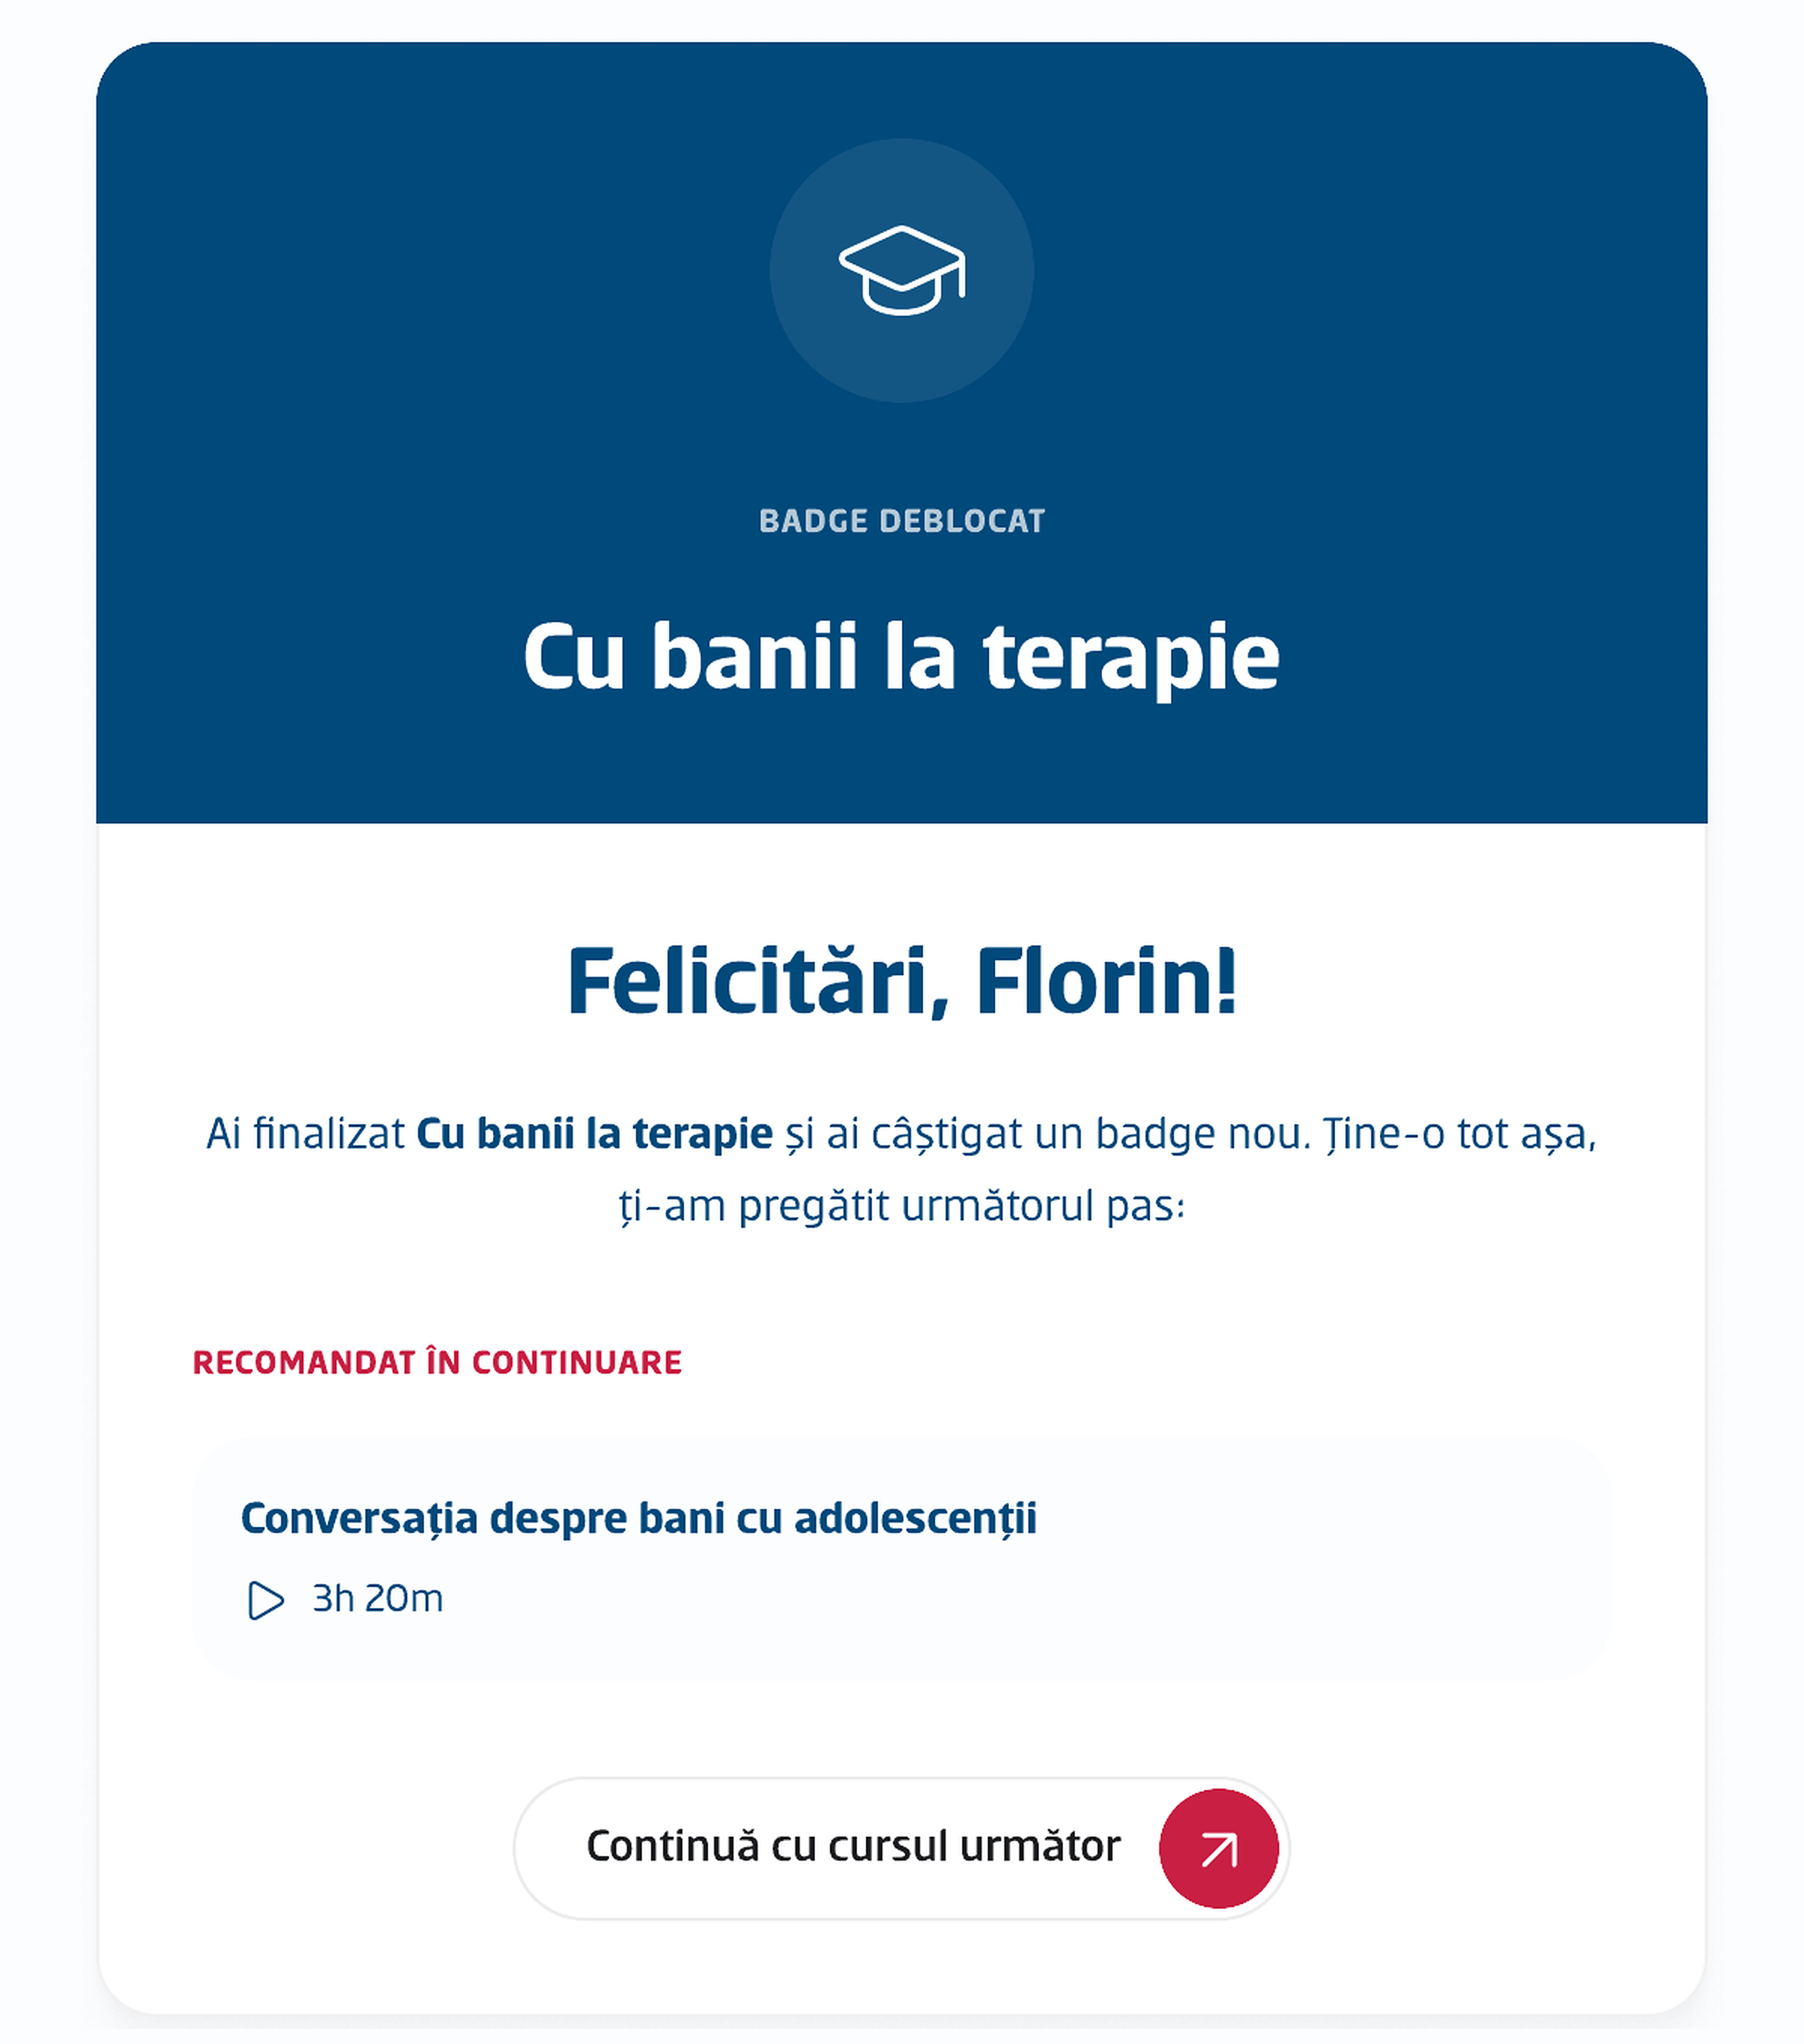 BADGE DEBLOCAT
Cu banii la terapie
Felicitări, Florin!
Ai finalizat Cu banii la terapie și ai câștigat un badge nou. Ține-o tot așa,
ți-am pregătit următorul pas:
RECOMANDAT ÎN CONTINUARE
Conversația despre bani cu adolescenții
3h 20m
Continuă cu cursul următor